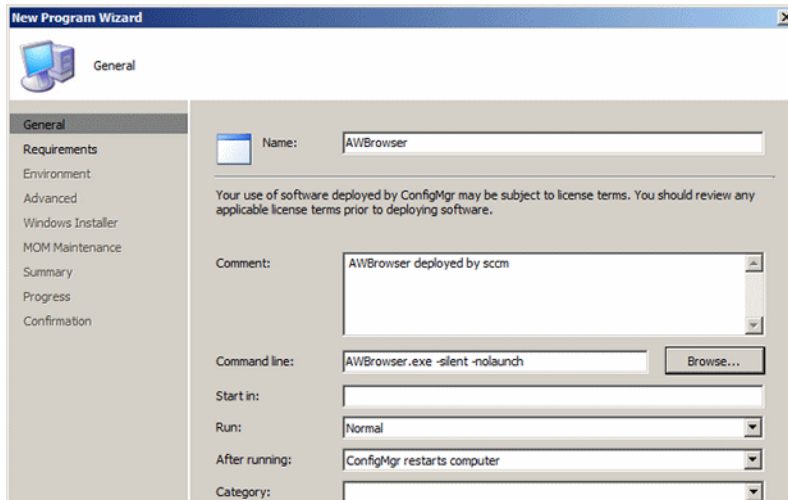 New Program Wizard
General
General
Requirements
Environment
Advanced
Windows Installer
MOM Maintenance
Summary
Progress
Confirmation
Name: AWBrowser
Your use of software deployed by ConfigMgr may be subject to license terms. You should review any
applicable license terms prior to deploying software.
Comment: AWBrowser deployed by sccm
Command line: AWBrowser.exe -silent -nolaunch Browse...
Start in:
Run: Normal
After running: ConfigMgr restarts computer
Category: